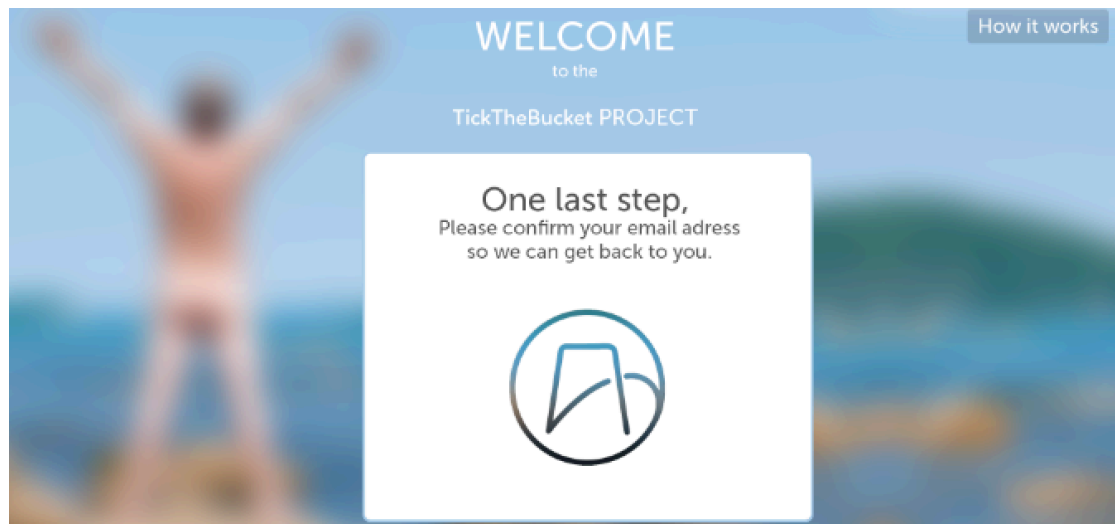 How it works
WELCOME
to the
TickTheBucket PROJECT
One last step,
Please confirm your email adress
so we can get back to you.